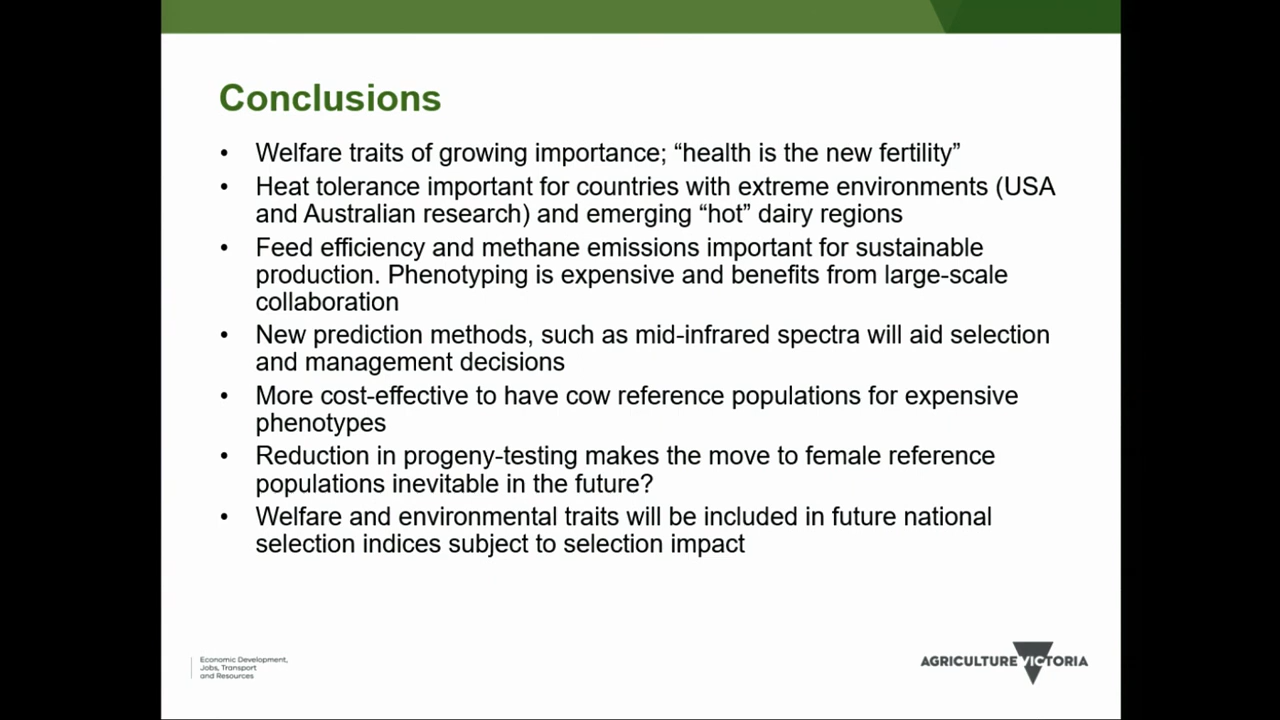 Conclusions
• Welfare traits of growing importance; “health is the new fertility”
• Heat tolerance important for countries with extreme environments (USA
and Australian research) and emerging “hot” dairy regions
• Feed efficiency and methane emissions important for sustainable
production. Phenotyping is expensive and benefits from large-scale
collaboration
• New prediction methods, such as mid-infrared spectra will aid selection
and management decisions
• More cost-effective to have cow reference populations for expensive
phenotypes
• Reduction in progeny-testing makes the move to female reference
populations inevitable in the future?
• Welfare and environmental traits will be included in future national
selection indices subject to selection impact
Economic Development,
Jobs, Transport
and Resources
AGRICULTURE VICTORIA